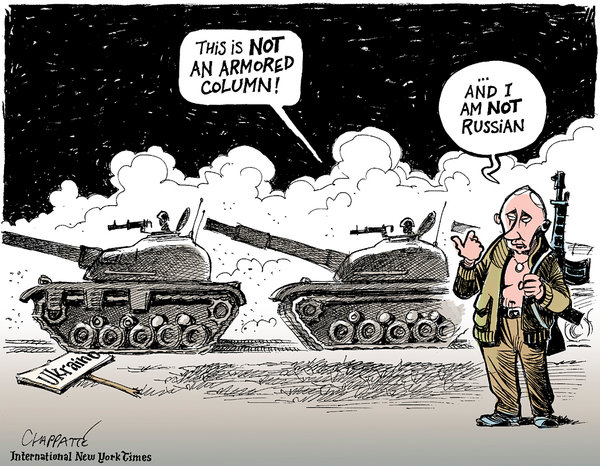 THIS IS NOT
AN ARMORED
COLUMN!
...
AND I
AM NOT
RUSSIAN
Ukraine
CHAPPATTE
International New York Times